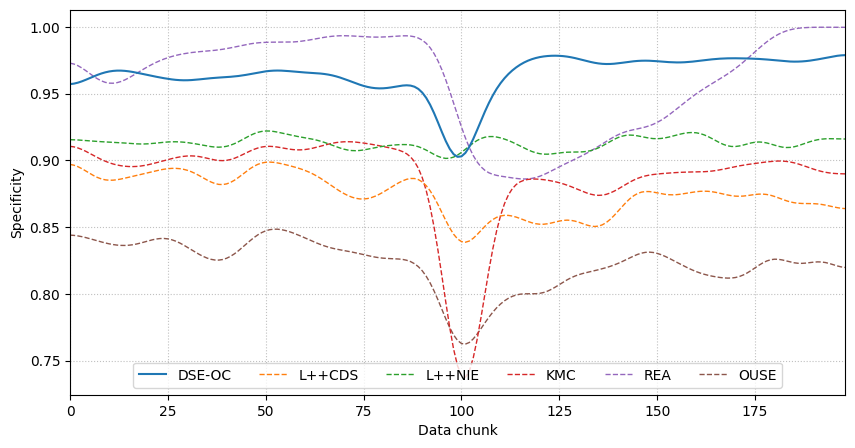 Specificity
1.00
0.95
0.90
0.85
0.80
0.75
DSE-OC L++CDS L++NIE KMC REA OUSE
0 25 50 75 100 125 150 175
Data chunk